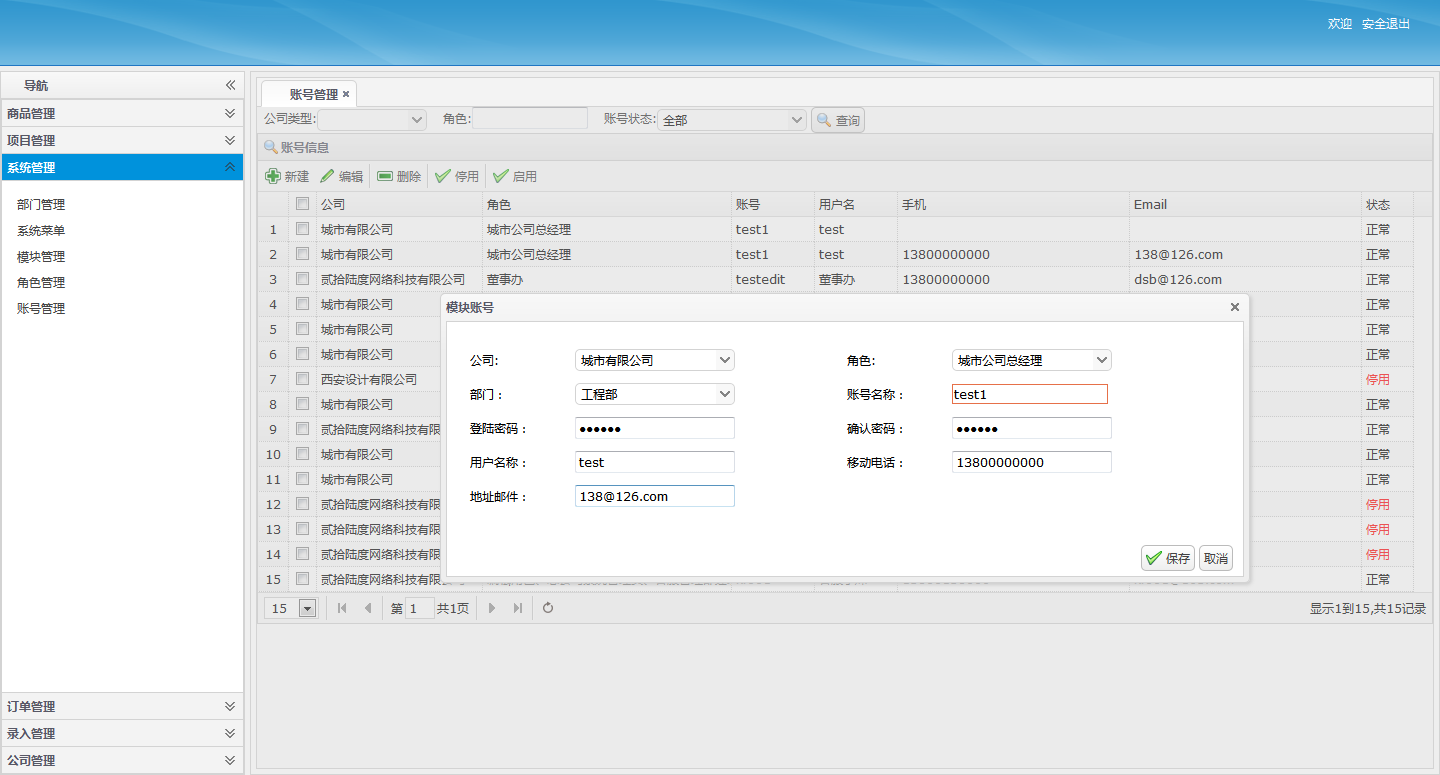 欢迎 安全退出
导航
商品管理
项目管理
系统管理
部门管理
系统菜单
模块管理
角色管理
账号管理
订单管理
录入管理
公司管理
账号管理
公司类型: 角色: 账号状态: 全部 查询
账号信息
新建 编辑 删除 停用 启用
公司 角色 账号 用户名 手机 Email 状态
1 城市有限公司 城市公司总经理 test1 test 正常
2 城市有限公司 城市公司总经理 test1 test 13800000000 138@126.com 正常
3 贰拾陆度网络科技有限公司 董事办 testedit 董事办 13800000000 dsb@126.com 正常
4 城市有限公司 正常
5 城市有限公司 正常
6 城市有限公司 正常
7 西安设计有限公司 停用
8 城市有限公司 正常
9 贰拾陆度网络科技有限 正常
10 城市有限公司 正常
11 城市有限公司 正常
12 贰拾陆度网络科技有限 停用
13 贰拾陆度网络科技有限 停用
14 贰拾陆度网络科技有限 停用
15 贰拾陆度网络科技有限 正常
模块账号
公司: 城市有限公司 角色: 城市公司总经理
部门： 工程部 账号名称： test1
登陆密码： ●●●●●● 确认密码： ●●●●●●
用户名称： test 移动电话： 13800000000
地址邮件： 138@126.com
保存 取消
15 第 1 共1页 显示1到15,共15记录